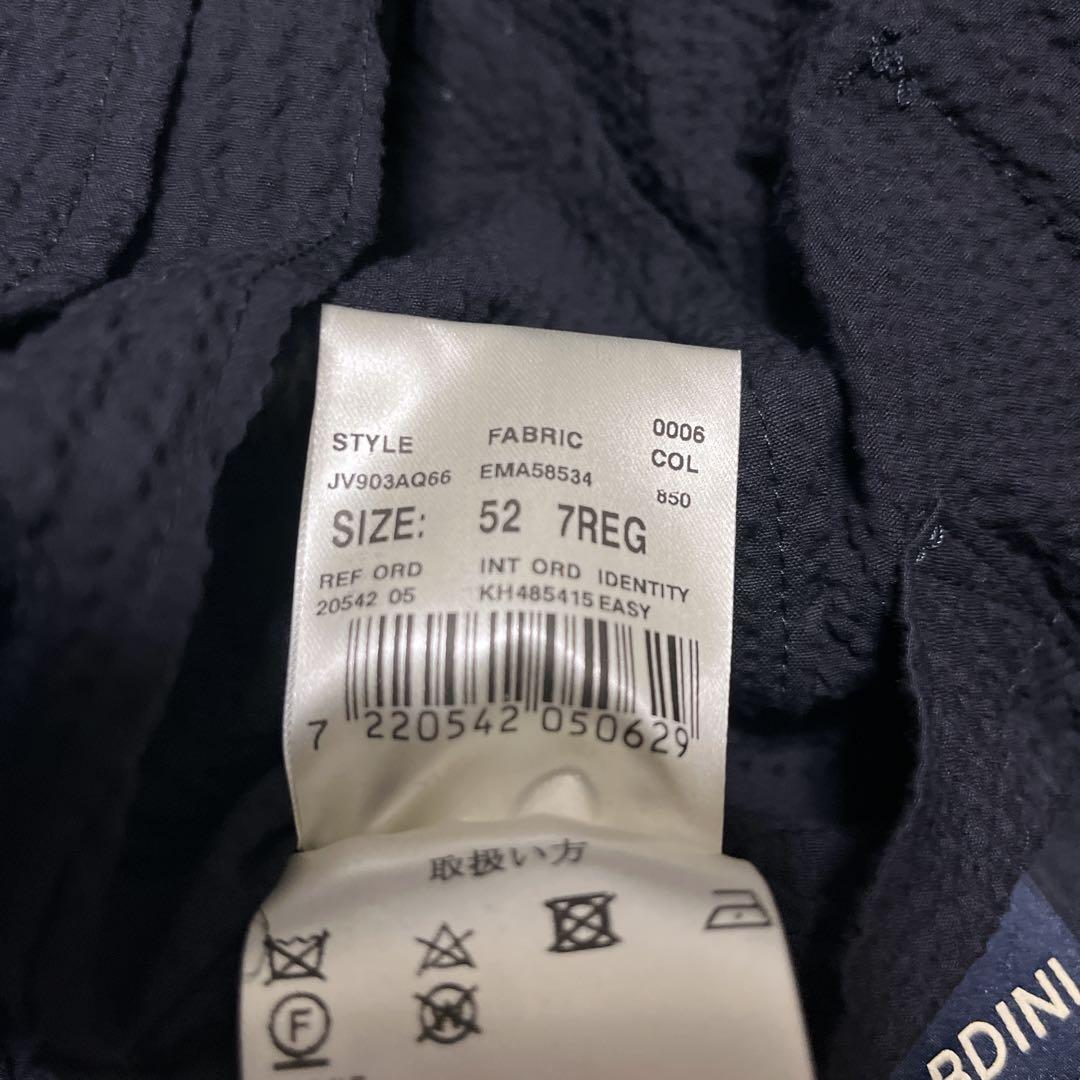 STYLE FABRIC 0006
COL
JV903AQ66 EMA58534 850
SIZE: 52 7REG
REF ORD INT ORD IDENTITY
20542 05 KH485415 EASY
7 220542 050629
取扱い方
F
W
RDINI